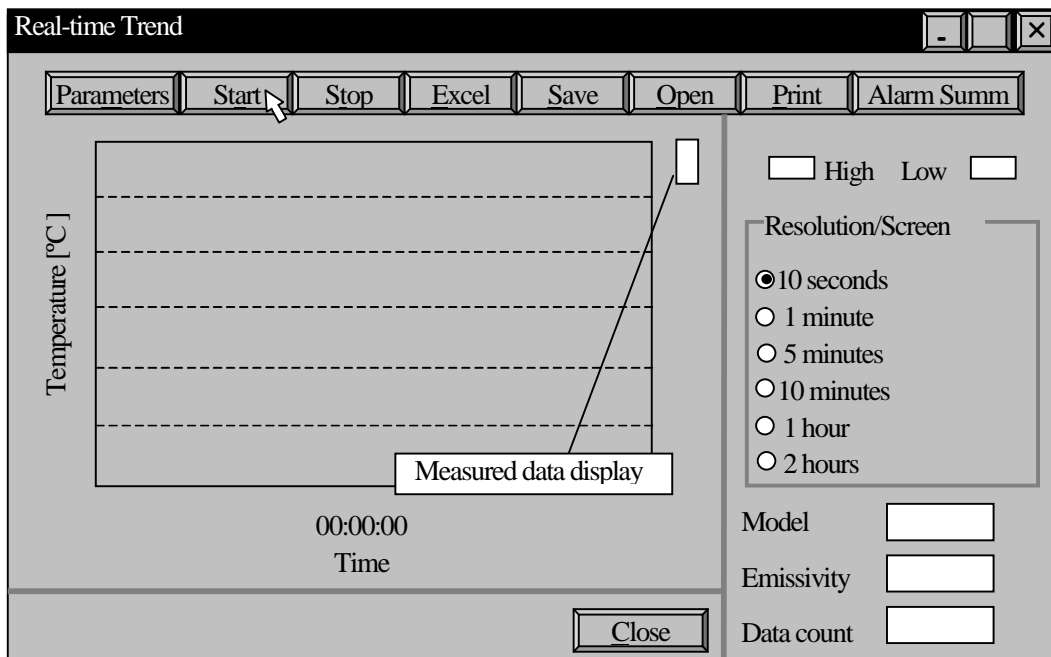 Real-time Trend
Parameters Start Stop Excel Save Open Print Alarm Summ
High Low
Resolution/Screen
10 seconds
1 minute
5 minutes
10 minutes
1 hour
2 hours
Temperature [ºC ]
Measured data display
00:00:00
Time
Model
Emissivity
Data count
Close